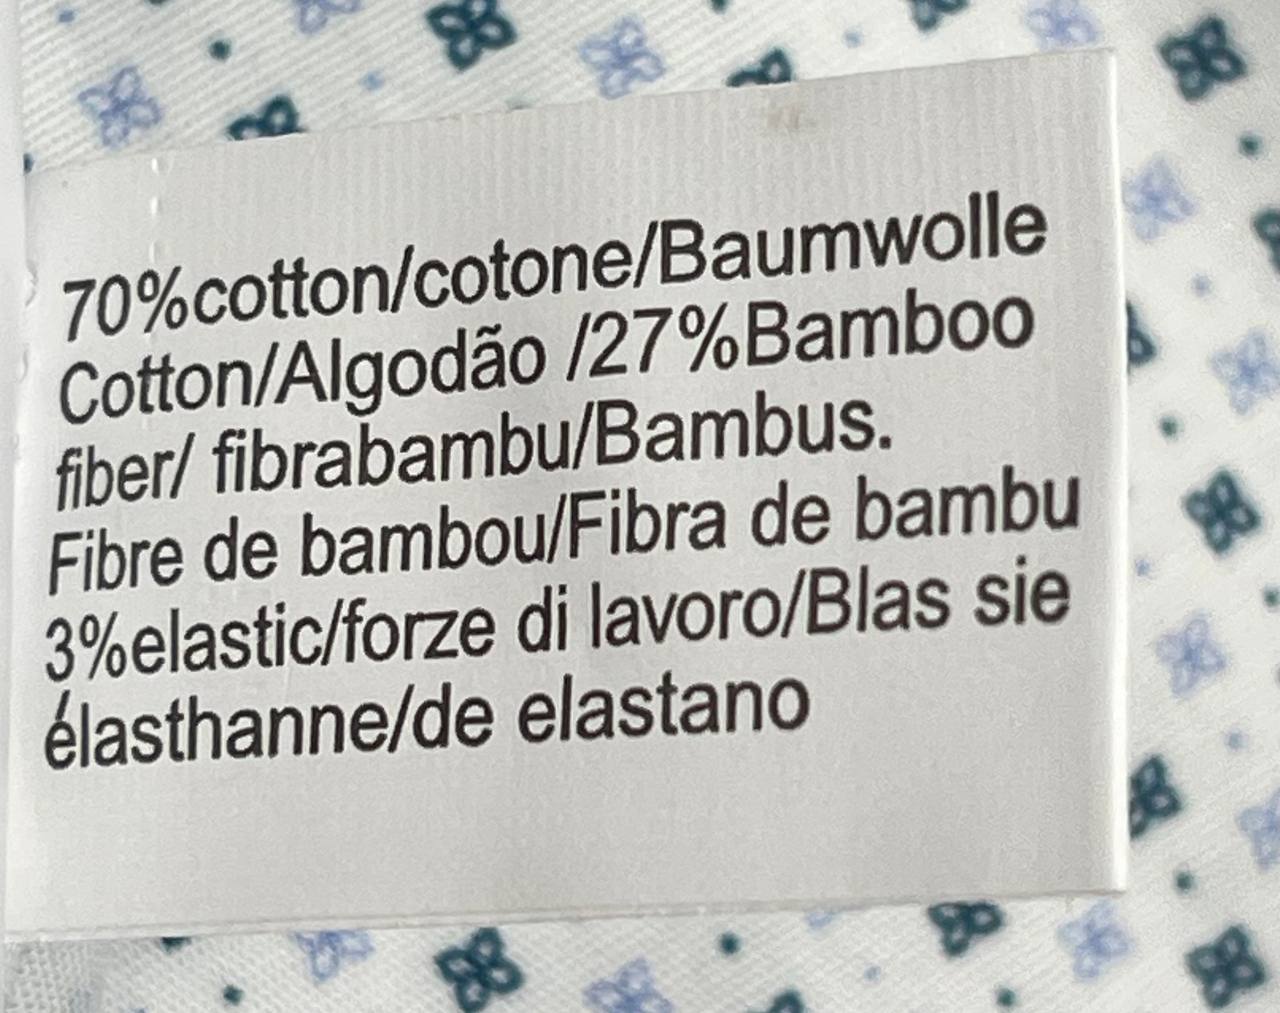 70%cotton/cotone/Baumwolle
Cotton/Algodão /27%Bamboo
fiber/ fibrabambu/Bambus.
Fibre de bambou/Fibra de bambu
3%elastic/forze di lavoro/Blas sie
élasthanne/de elastano